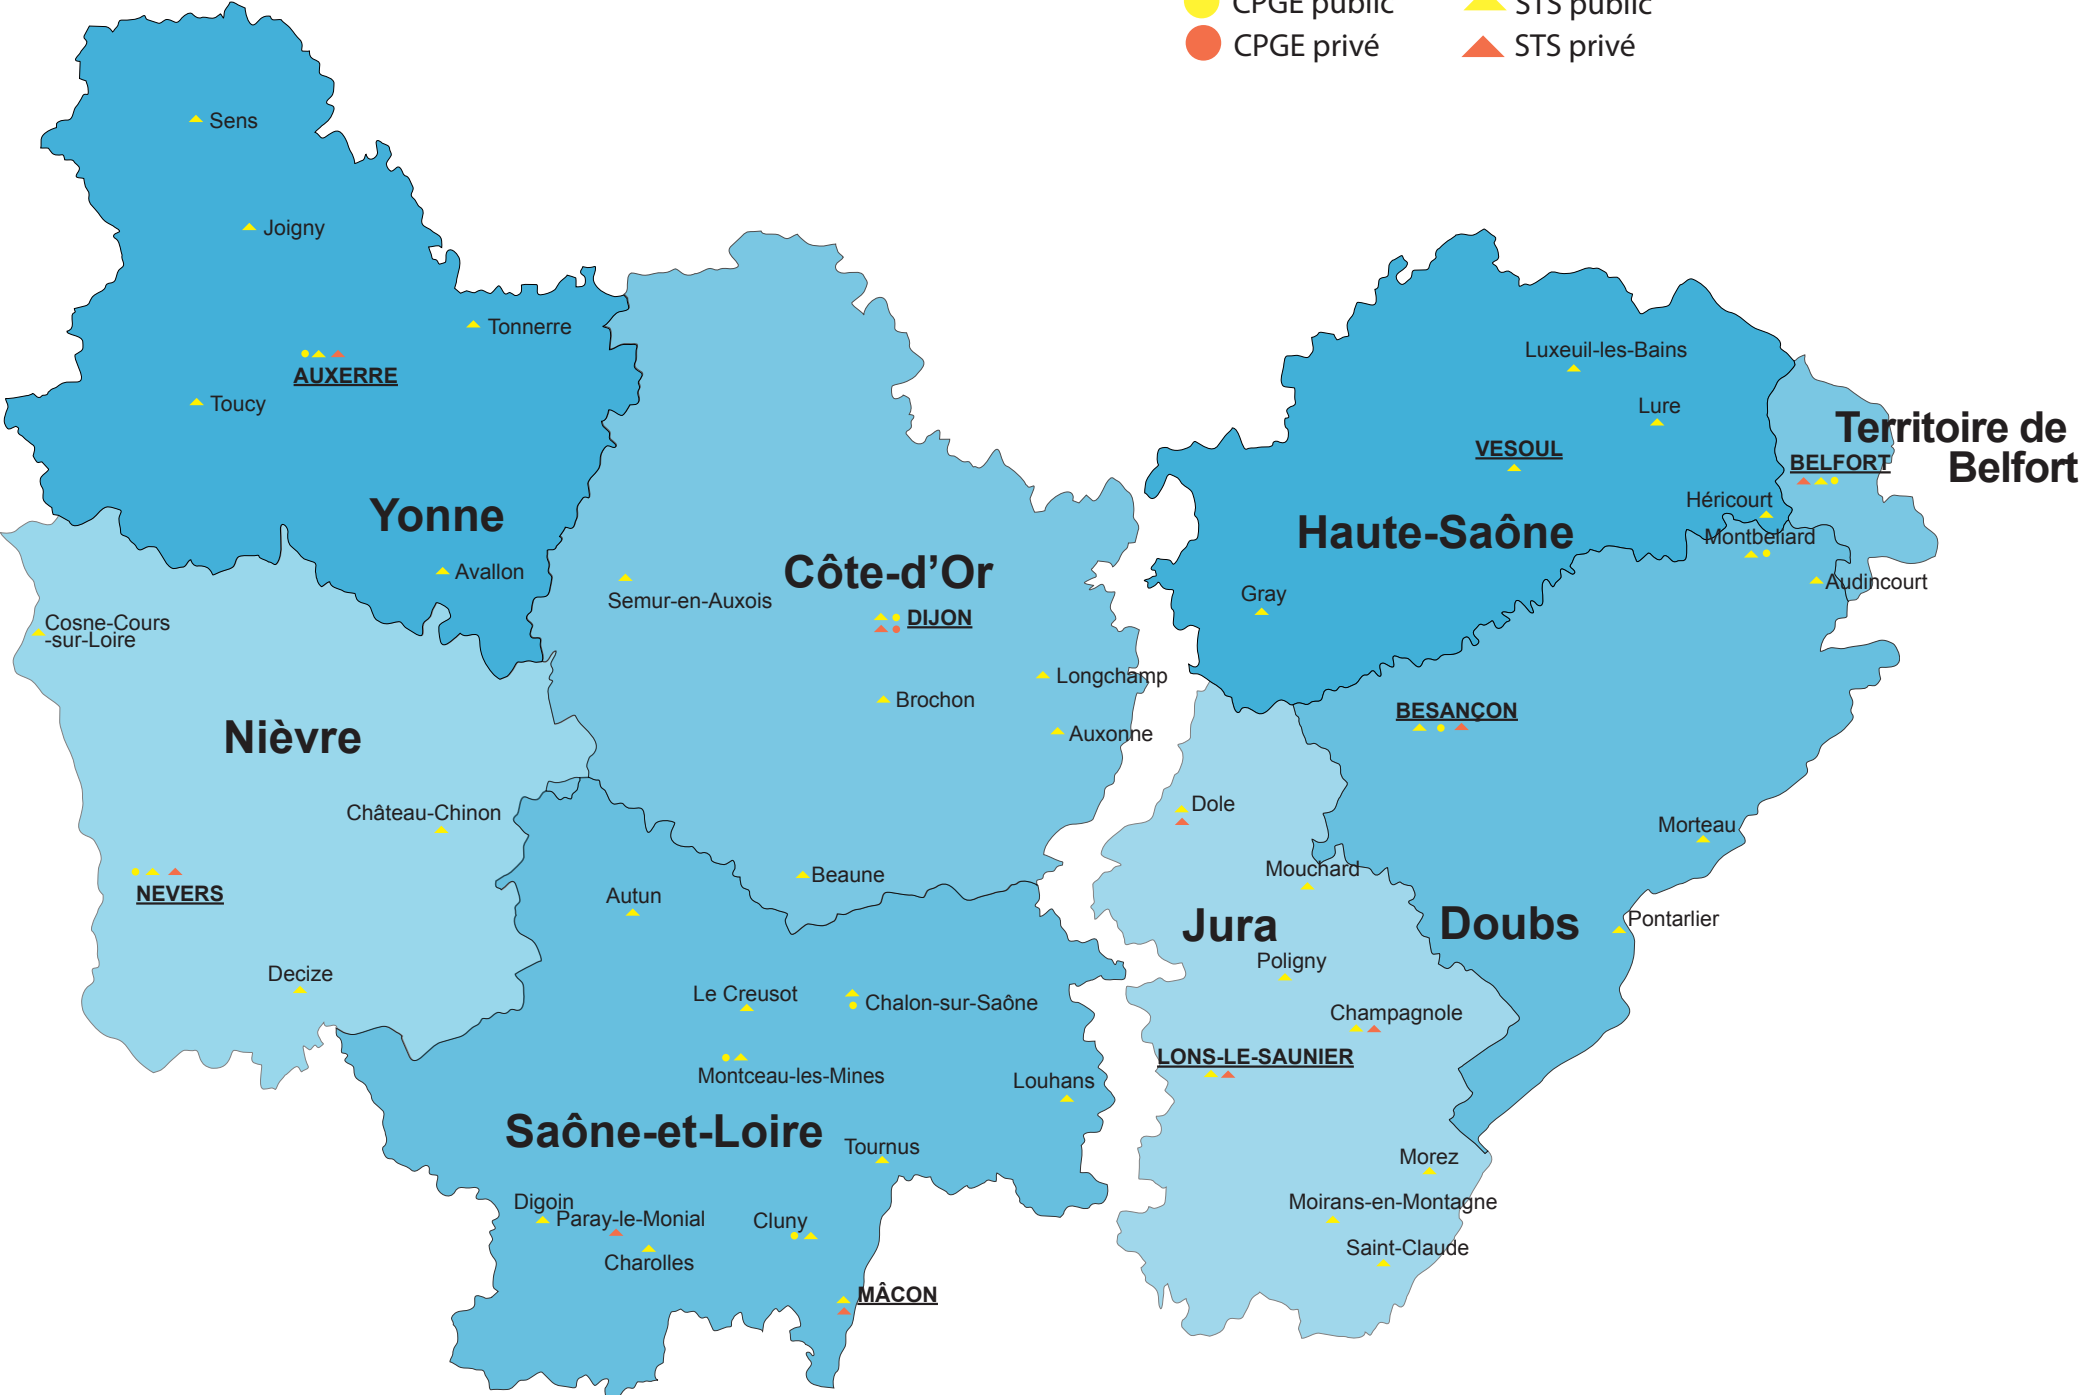 CPGE public
STS public
CPGE privé
STS privé
Sens
Joigny
Tonnerre
AUXERRE
Toucy
Yonne
Avallon
Luxeuil-les-Bains
Lure
VESOUL
Territoire de
Belfort
BELFORT
Héricourt
Haute-Saône
Montbéliard
Audincourt
Gray
Côte-d’Or
Semur-en-Auxois
DIJON
Longchamp
Brochon
Auxonne
Beaune
Cosne-Cours
-sur-Loire
Nièvre
Château-Chinon
NEVERS
Decize
BESANÇON
Morteau
Doubs
Pontarlier
Dole
Mouchard
Jura
Poligny
Champagnole
LONS-LE-SAUNIER
Morez
Moirans-en-Montagne
Saint-Claude
Autun
Le Creusot
Chalon-sur-Saône
Montceau-les-Mines
Louhans
Saône-et-Loire
Tournus
Digoin
Paray-le-Monial
Cluny
Charolles
MÂCON